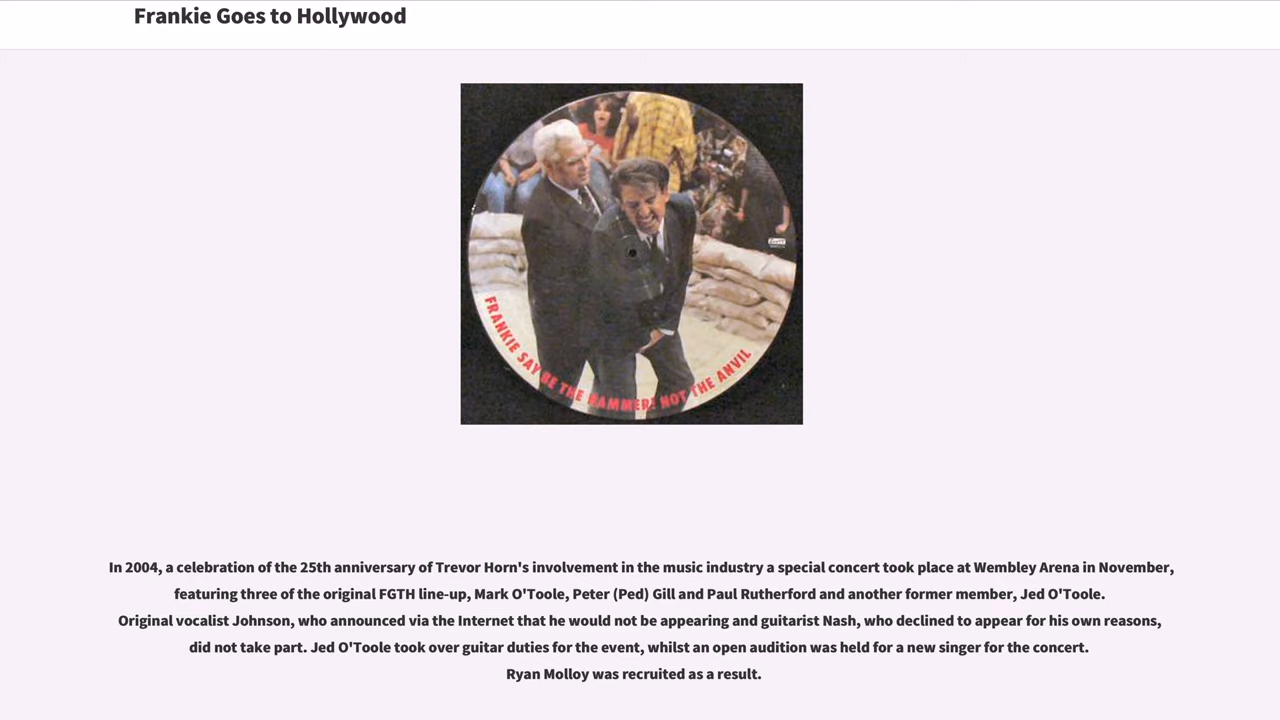 Frankie Goes to Hollywood
FRANKIE SAY BE THE HAMMER! NOT THE ANVIL
In 2004, a celebration of the 25th anniversary of Trevor Horn's involvement in the music industry a special concert took place at Wembley Arena in November,
featuring three of the original FGTH line-up, Mark O'Toole, Peter (Ped) Gill and Paul Rutherford and another former member, Jed O'Toole.
Original vocalist Johnson, who announced via the Internet that he would not be appearing and guitarist Nash, who declined to appear for his own reasons,
did not take part. Jed O'Toole took over guitar duties for the event, whilst an open audition was held for a new singer for the concert.
Ryan Molloy was recruited as a result.